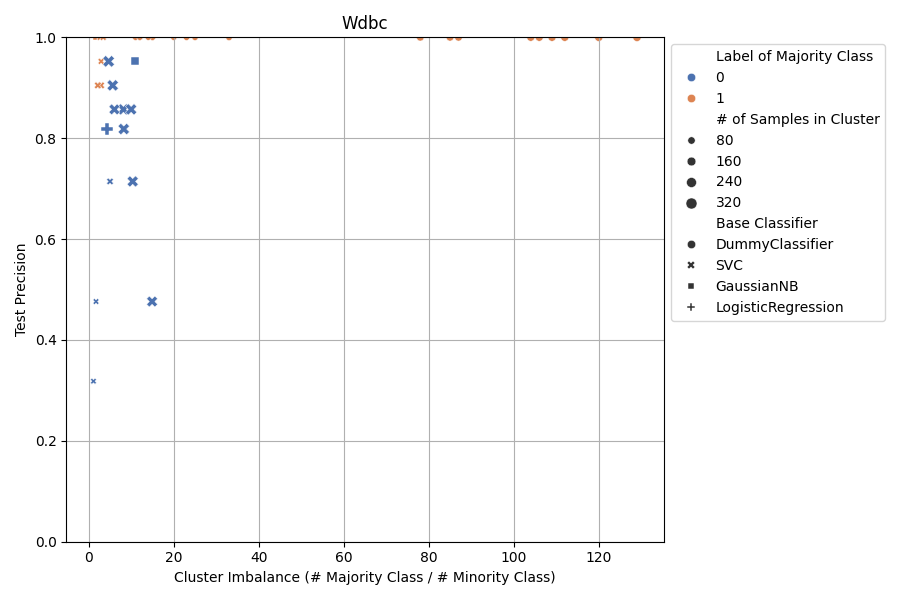 Wdbc
1.0
0.8
0.6
0.4
0.2
0.0
Test Precision
0
20
40
60
80
100
120
Cluster Imbalance (# Majority Class / # Minority Class)
Label of Majority Class
0
1
# of Samples in Cluster
80
160
240
320
Base Classifier
DummyClassifier
SVC
GaussianNB
LogisticRegression